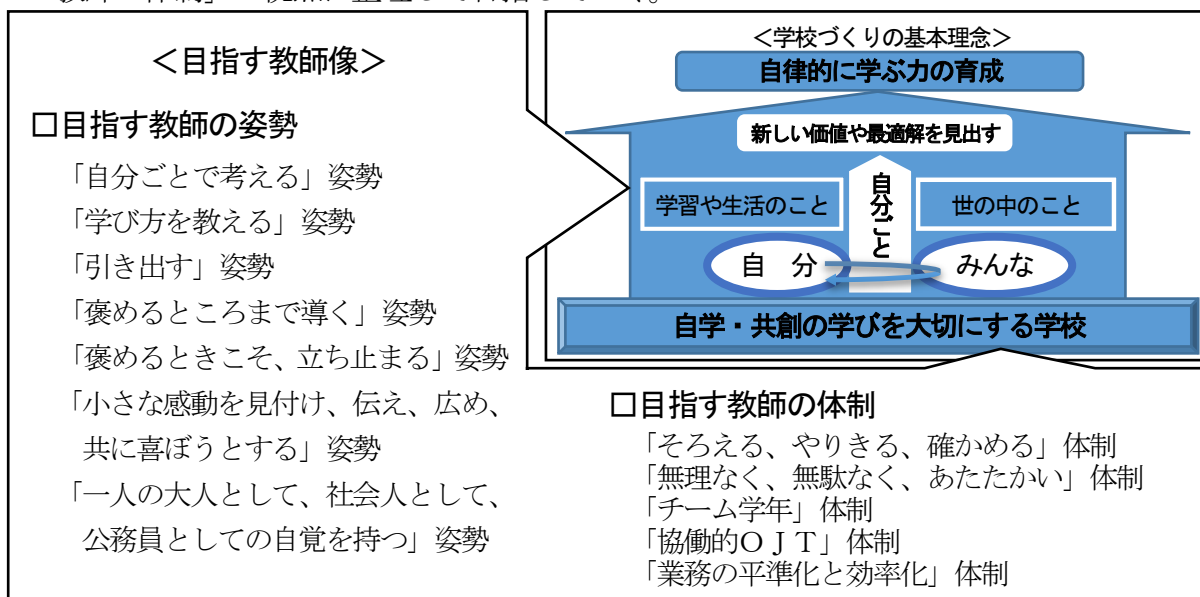 ＜目指す教師像＞
□目指す教師の姿勢
「自分ごとで考える」姿勢
「学び方を教える」姿勢
「引き出す」姿勢
「褒めるところまで導く」姿勢
「褒めるときこそ、立ち止まる」姿勢
「小さな感動を見付け、伝え、広め、
共に喜ぼうとする」姿勢
「一人の大人として、社会人として、
公務員としての自覚を持つ」姿勢
＜学校づくりの基本理念＞
自律的に学ぶ力の育成
新しい価値や最適解を見出す
学習や生活のこと
自分ごと
世の中のこと
自　分
みんな
自学・共創の学びを大切にする学校
□目指す教師の体制
「そろえる、やりきる、確かめる」体制
「無理なく、無駄なく、あたたかい」体制
「チーム学年」体制
「協働的ＯＪＴ」体制
「業務の平準化と効率化」体制